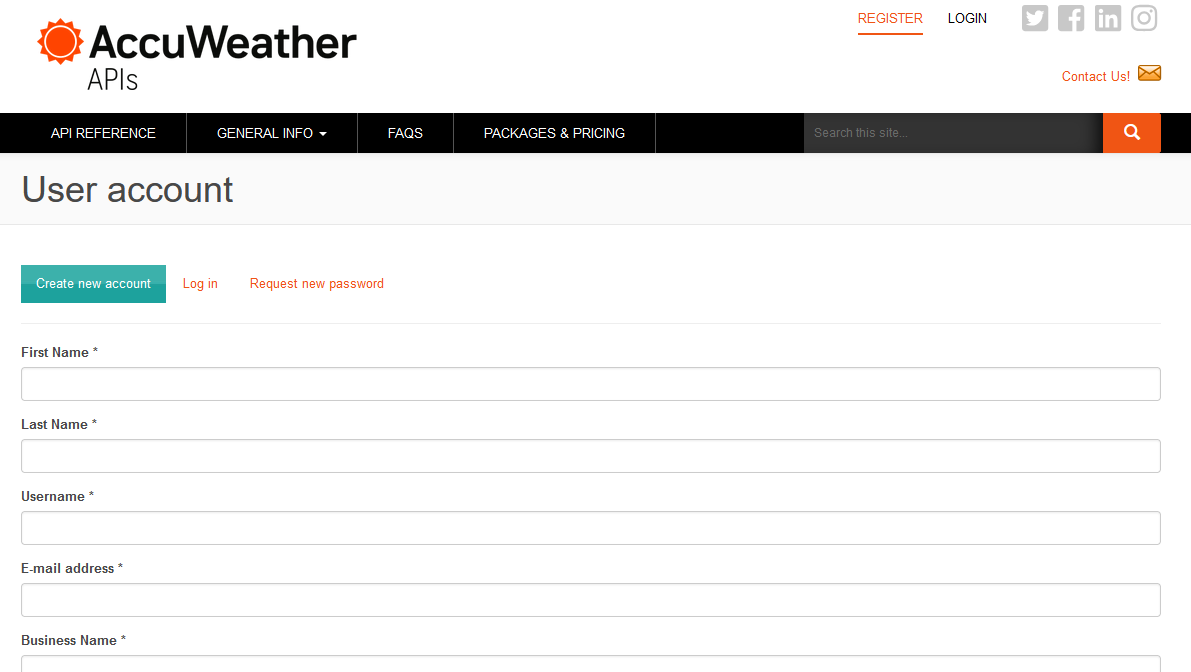 AccuWeather
APIs
REGISTER LOGIN
Contact Us!
API REFERENCE GENERAL INFO FAQS PACKAGES & PRICING Search this site...
User account
Create new account Log in Request new password
First Name *
Last Name *
Username *
E-mail address *
Business Name *